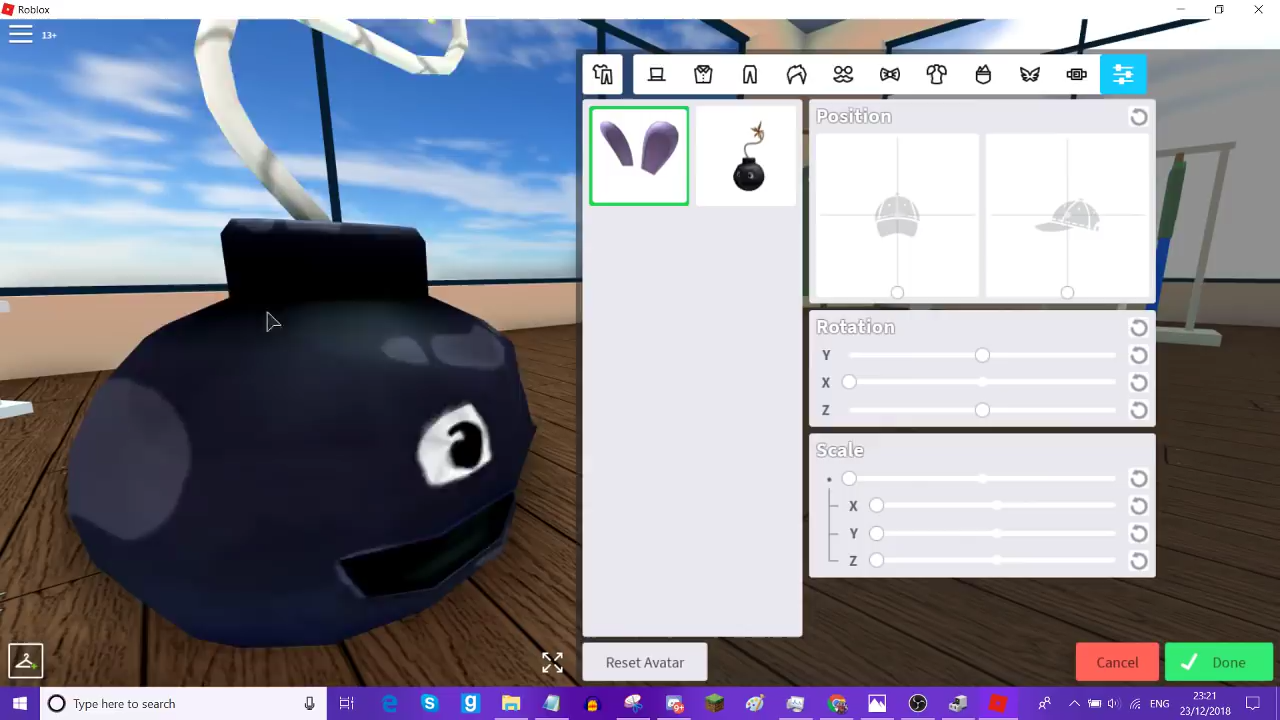 Roblox
13+
Position
Rotation
Y
X
Z
Scale
X
Y
Z
Reset Avatar
Cancel
Done
Type here to search
ENG
23:21
23/12/2018